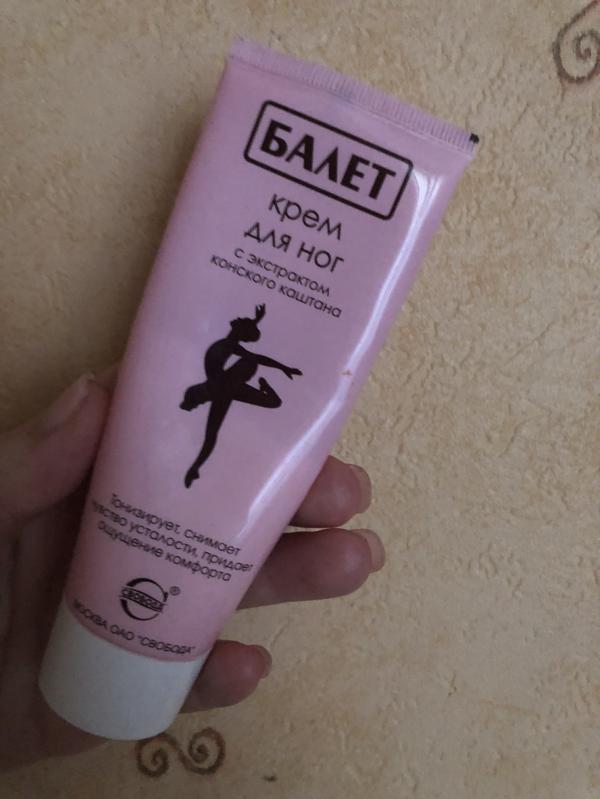 БАЛЕТ
крем
для ног
с экстрактом
конского каштана
Тонизирует, снимает
чувство усталости, придает
ощущение комфорта
СВОБОДА ®
МОСКВА ОАО "СВОБОДА"